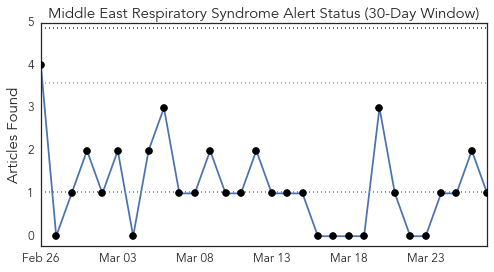 Middle East Respiratory Syndrome Alert Status (30-Day Window)
Articles Found
5
4
3
2
1
0
Feb 26
Mar 03
Mar 08
Mar 13
Mar 18
Mar 23